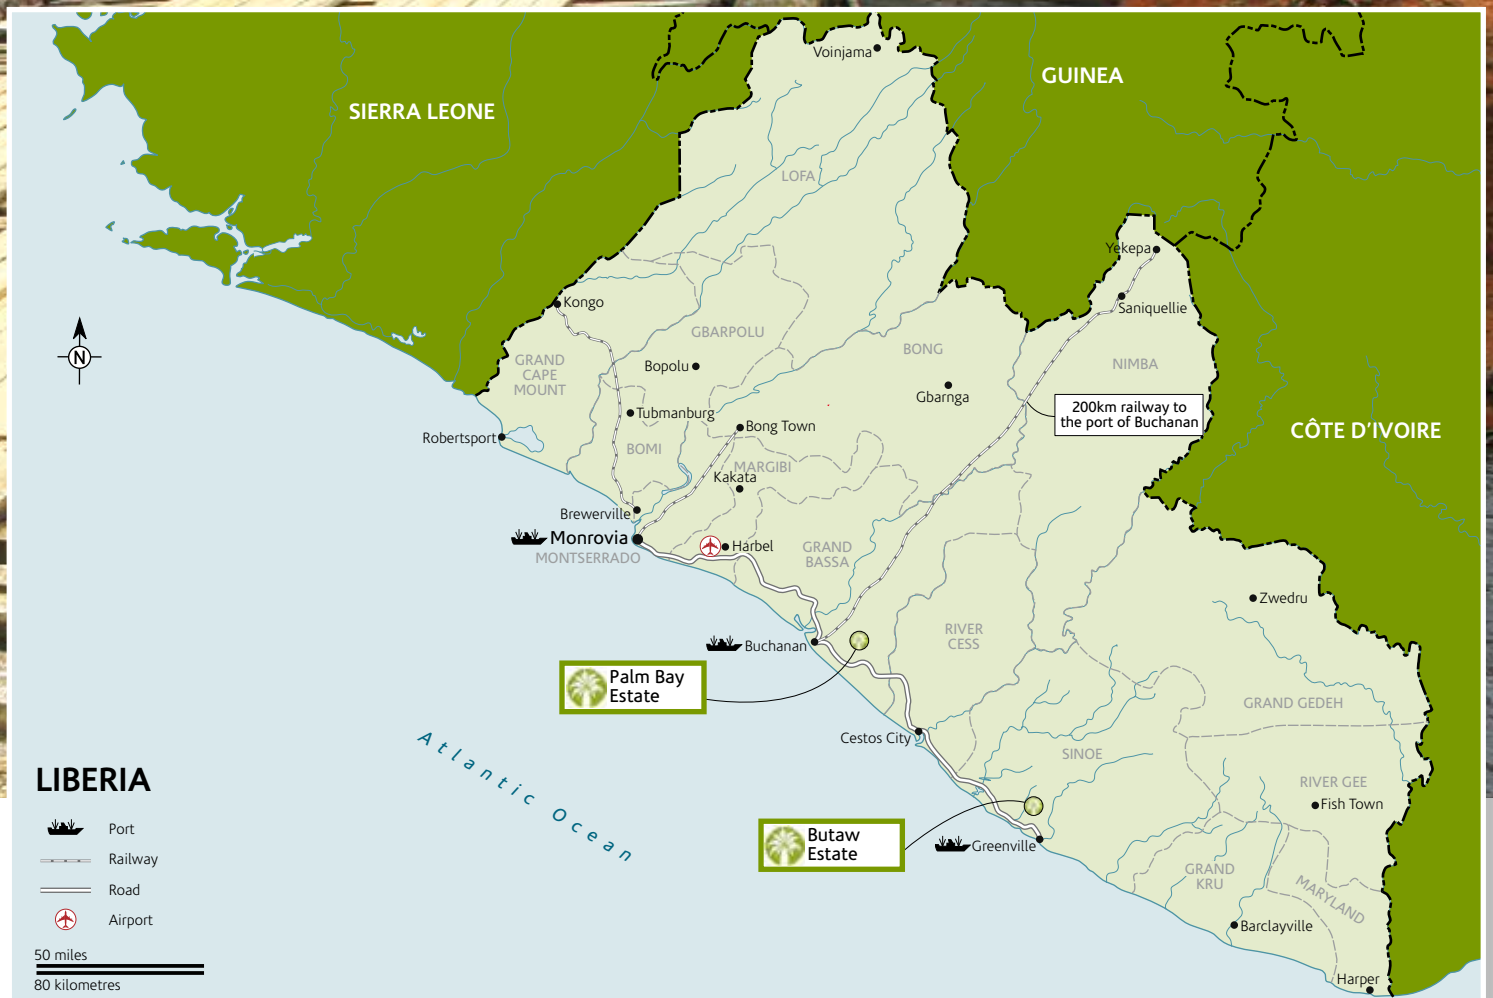 Voinjama
GUINEA
SIERRA LEONE
LOFA
Yekepa
Kongo
Saniquellie
GBARPOLU
BONG
NIMBA
GRAND
CAPE
MOUNT
Bopolu
Gbarnga
200km railway to
the port of Buchanan
Tubmanburg
Bong Town
CÔTE D'IVOIRE
Robertsport
BOMI
MARGIBI
Kakata
Brewerville
Monrovia
MONTSERRADO
Harbel
GRAND
BASSA
Zwedru
RIVER
CESS
Buchanan
Palm Bay
Estate
GRAND GEDEH
Cestos City
Atlantic Ocean
SINOE
RIVER GEE
Fish Town
Butaw
Estate
Greenville
GRAND
KRU
MARYLAND
Barclayville
Harper
N
LIBERIA
Port
Railway
Road
Airport
50 miles
80 kilometres